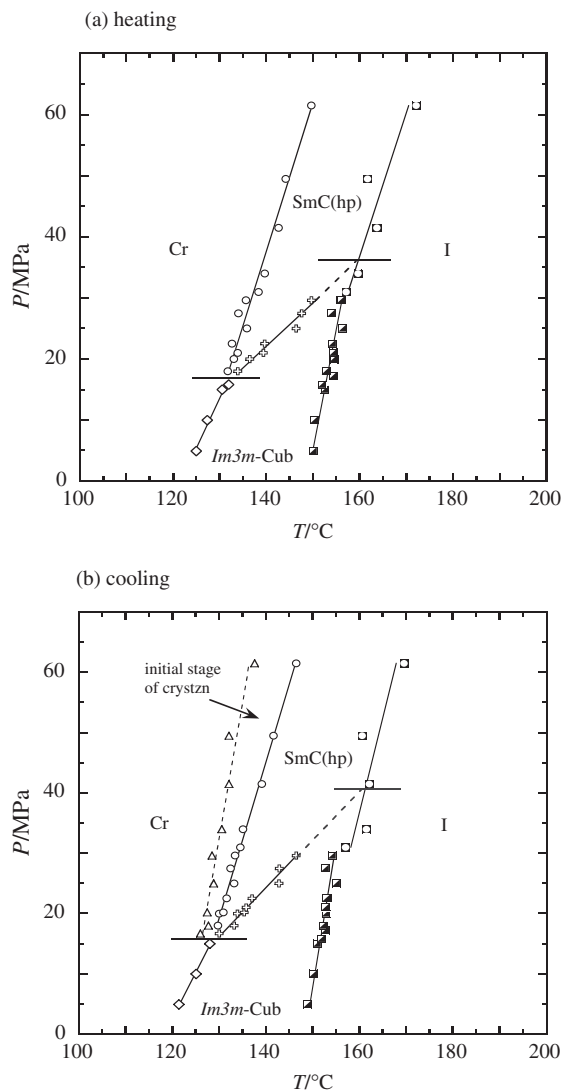 (a) heating
60
SmC(hp)
Cr
I
40
P/MPa
20
Im3m-Cub
0
100 120 140 160 180 200
T/°C
(b) cooling
60
initial stage
of crystzn
SmC(hp)
40
Cr
I
P/MPa
20
Im3m-Cub
0
100 120 140 160 180 200
T/°C